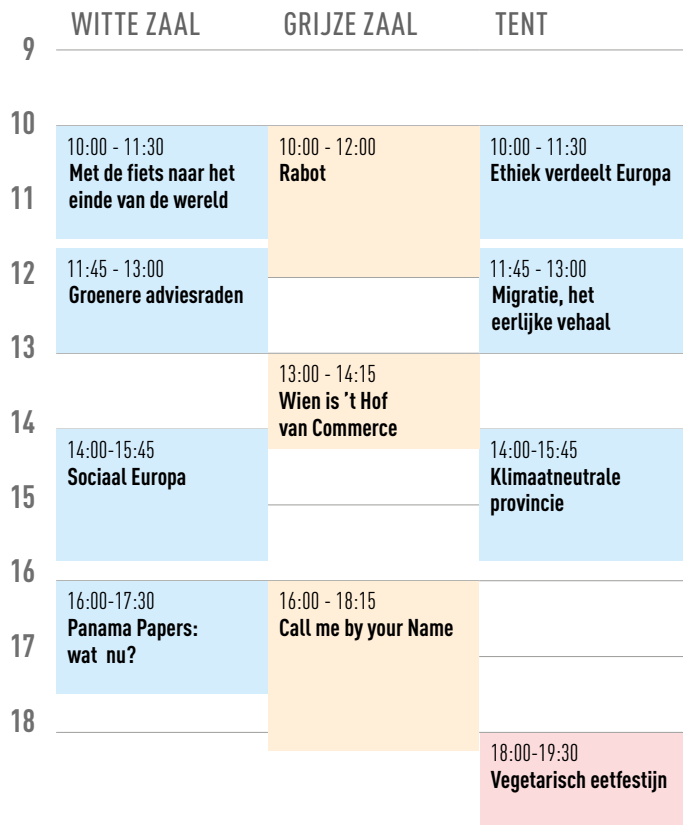 WITTE ZAAL GRIJZE ZAAL TENT
9
10
10:00 - 11:30
Met de fiets naar het
einde van de wereld
10:00 - 12:00
Rabot
10:00 - 11:30
Ethiek verdeelt Europa
11
12
11:45 - 13:00
Groenere adviesraden
11:45 - 13:00
Migratie, het
eerlijke vehaal
13
13:00 - 14:15
Wien is ’t Hof
van Commerce
14
14:00-15:45
Sociaal Europa
14:00-15:45
Klimaatneutrale
provincie
15
16
16:00-17:30
Panama Papers:
wat nu?
16:00 - 18:15
Call me by your Name
17
18
18:00-19:30
Vegetarisch eetfestijn